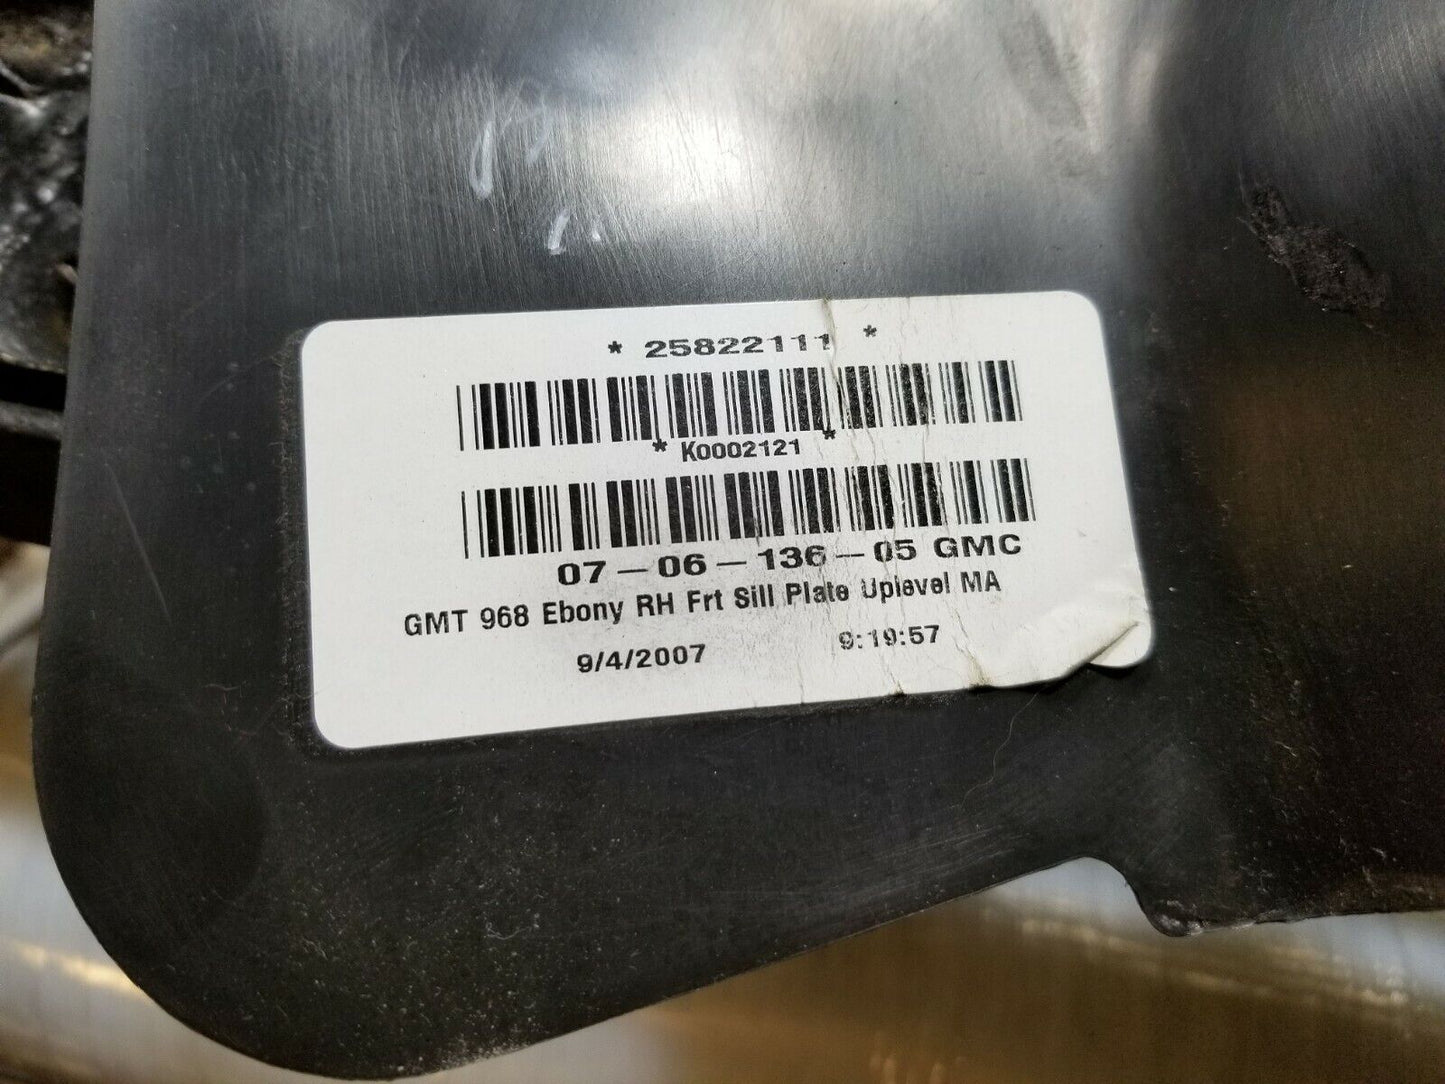 * 25822111 *
* K0002121 *
07-06-136-05 GMC
GMT 968 Ebony RH Frt Sill Plate Uplevel MA
9/4/2007 9:19:57